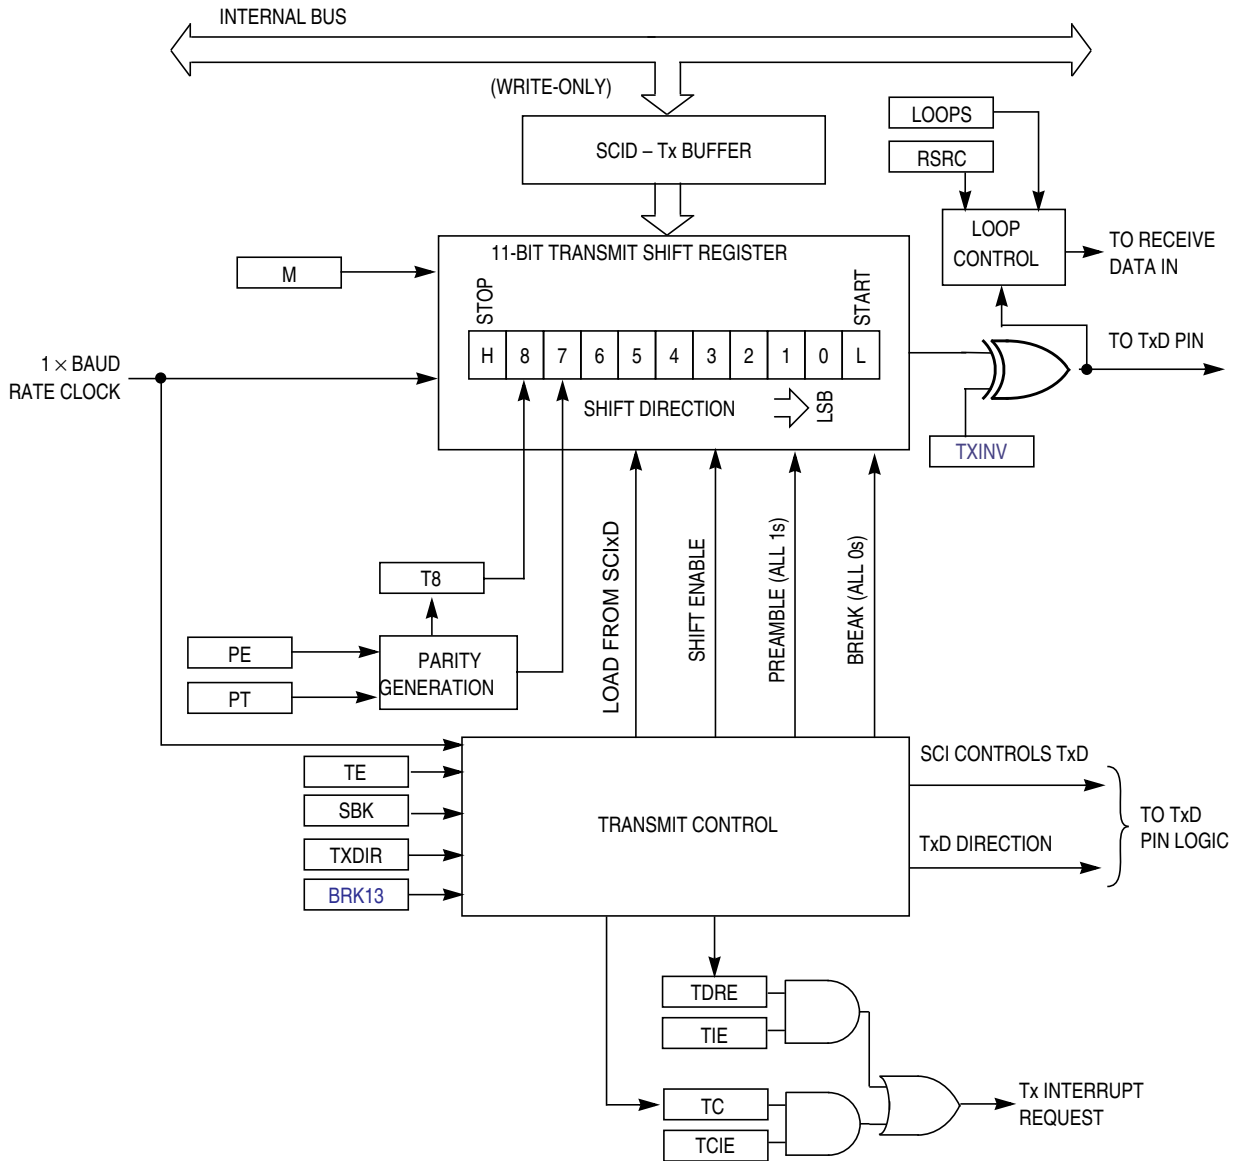 INTERNAL BUS
(WRITE-ONLY)
SCID – Tx BUFFER
LOOPS
RSRC
LOOP
CONTROL
TO RECEIVE
DATA IN
11-BIT TRANSMIT SHIFT REGISTER
M
STOP
START
H 8 7 6 5 4 3 2 1 0 L
1 × BAUD
RATE CLOCK
SHIFT DIRECTION
LSB
TO TxD PIN
TXINV
LOAD FROM SCIxD
SHIFT ENABLE
PREAMBLE (ALL 1s)
BREAK (ALL 0s)
T8
PE
PT
PARITY
GENERATION
TE
SBK
TXDIR
BRK13
TRANSMIT CONTROL
SCI CONTROLS TxD
TxD DIRECTION
TO TxD
PIN LOGIC
TDRE
TIE
TC
TCIE
Tx INTERRUPT
REQUEST